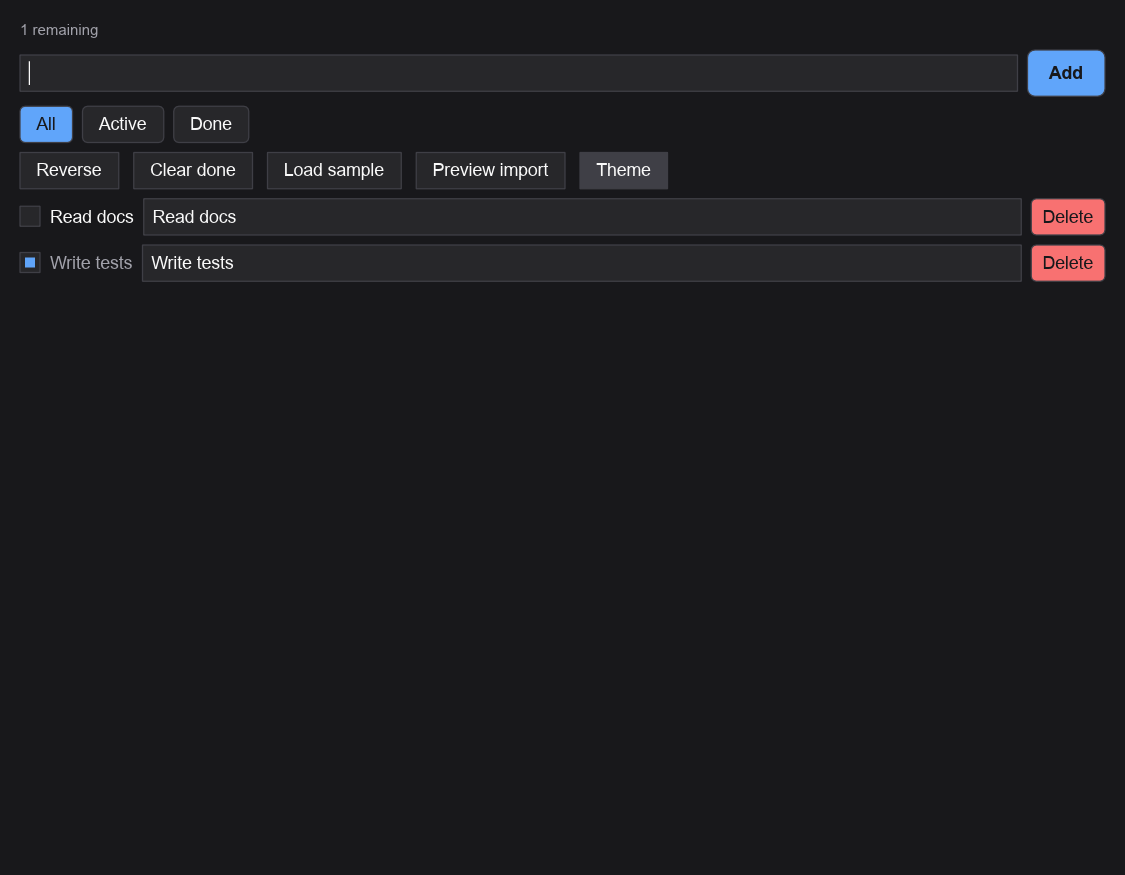 1 remaining
Add
All Active Done
Reverse Clear done Load sample Preview import Theme
Read docs Read docs Delete
Write tests Write tests Delete